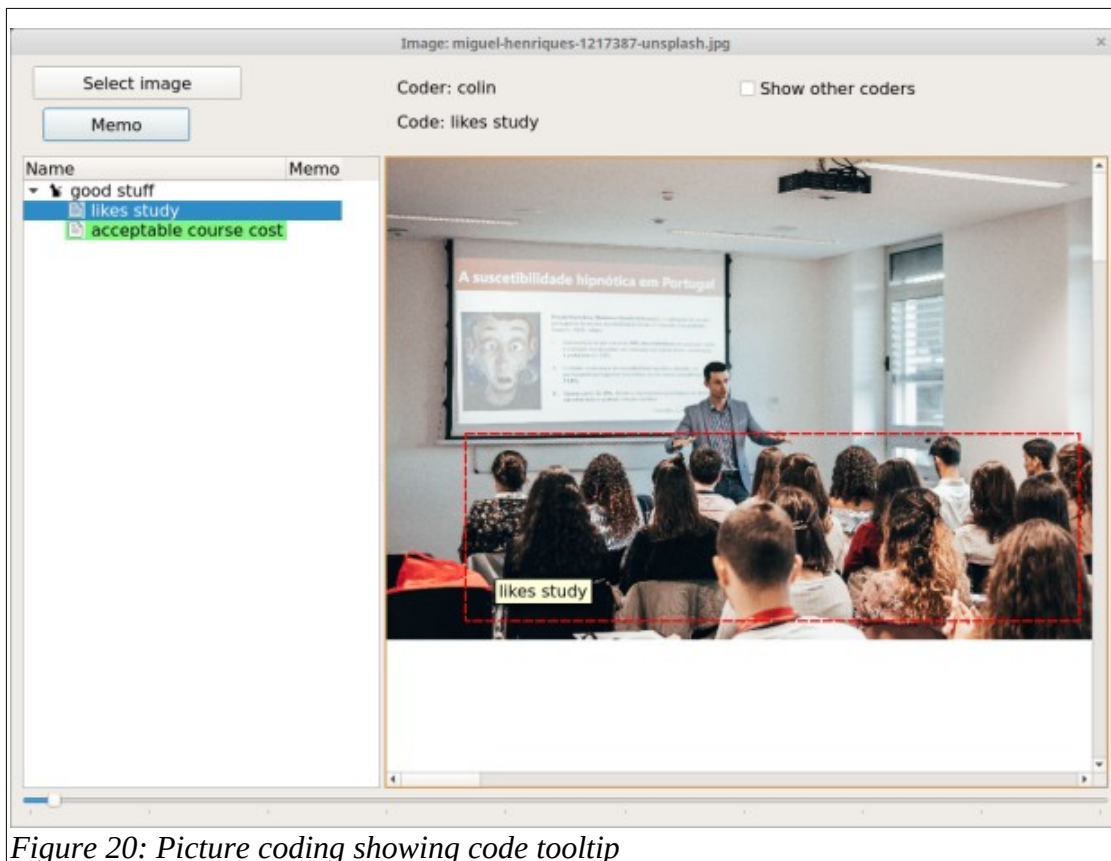 Image: miguel-henriques-1217387-unsplash.jpg
Select image
Coder: colin
Show other coders
Memo
Code: likes study
Name Memo
good stuff
likes study
acceptable course cost
A suscetibilidade hipnótica em Portugal
likes study
Figure 20: Picture coding showing code tooltip